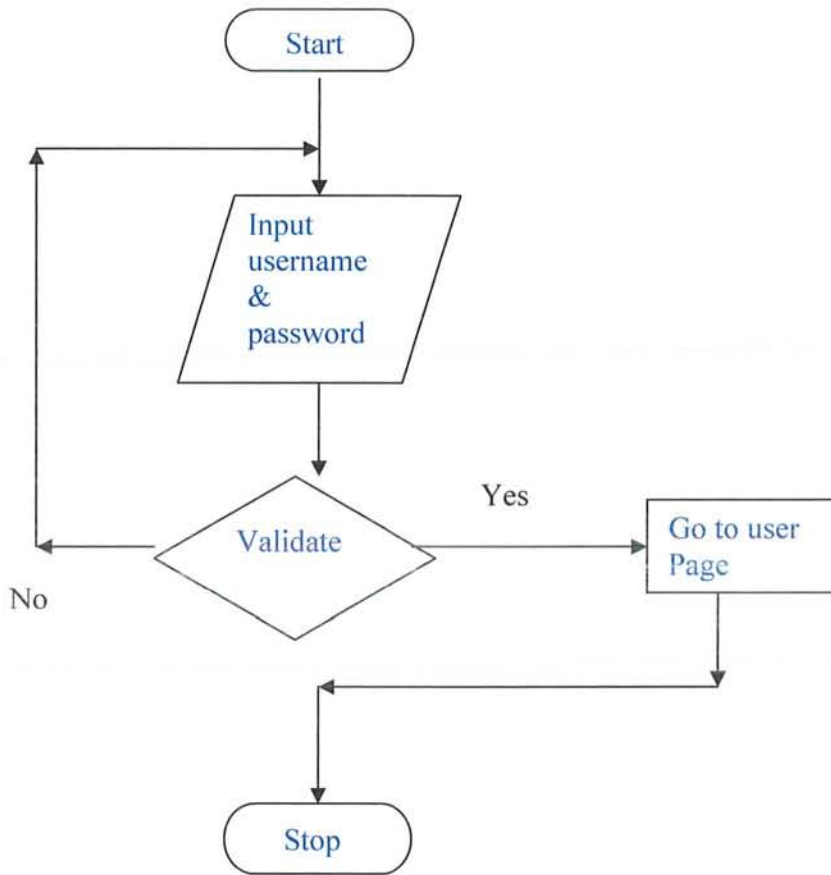 Start
Input
username
&
password
Validate
Yes
Go to user
Page
No
Stop